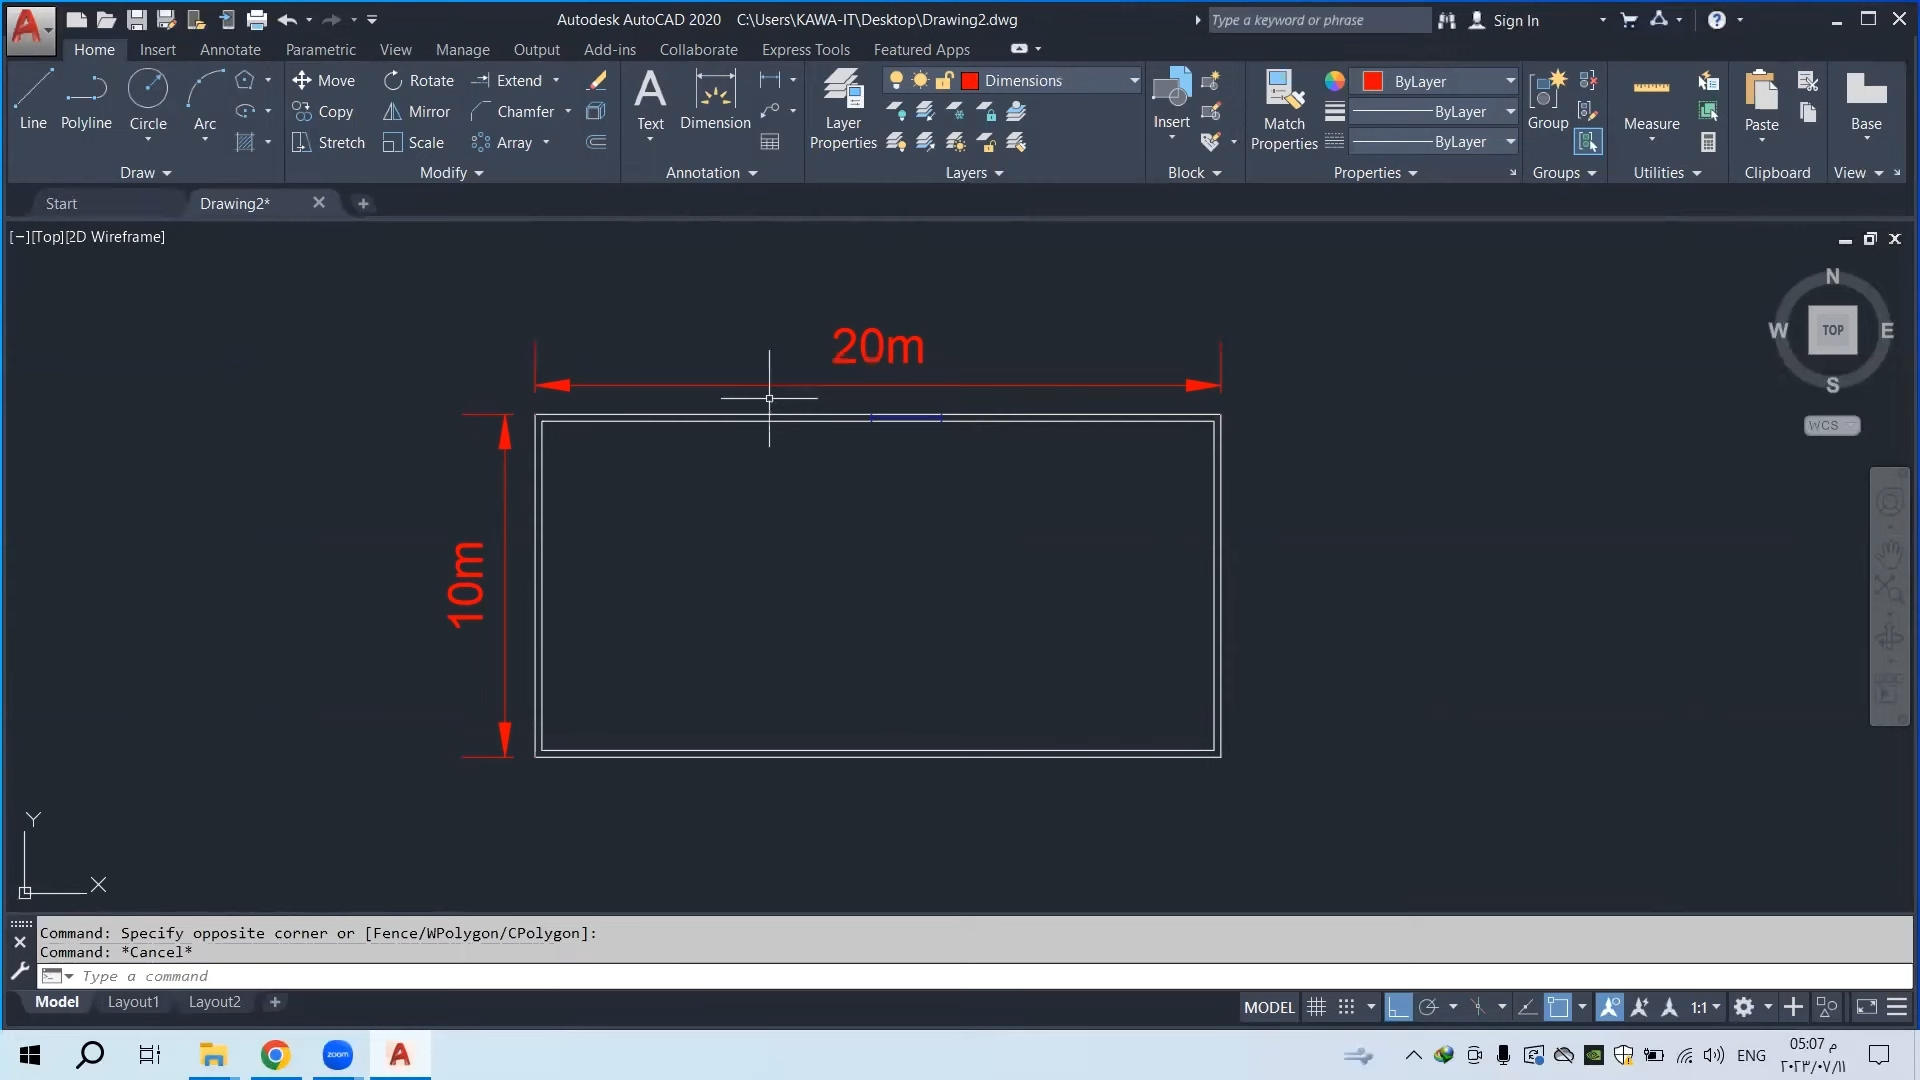 Autodesk AutoCAD 2020 C:\Users\KAWA-IT\Desktop\Drawing2.dwg
Type a keyword or phrase
Sign In
Home Insert Annotate Parametric View Manage Output Add-ins Collaborate Express Tools Featured Apps
Line Polyline Circle Arc
Move Rotate Extend
Copy Mirror Chamfer
Stretch Scale Array
Text Dimension
Layer Properties
Dimensions
Insert
Match Properties
ByLayer
ByLayer
ByLayer
Group
Measure
Paste
Base
Draw Modify Annotation Layers Block Properties Groups Utilities Clipboard View
Start Drawing2*
[−][Top][2D Wireframe]
N
W TOP E
S
WCS
20m
10m
Y
X
Command: Specify opposite corner or [Fence/WPolygon/CPolygon]:
Command: *Cancel*
Type a command
Model Layout1 Layout2
MODEL 1:1
zoom
ENG
05:07 م
٢٠٢٣/٠٧/١١